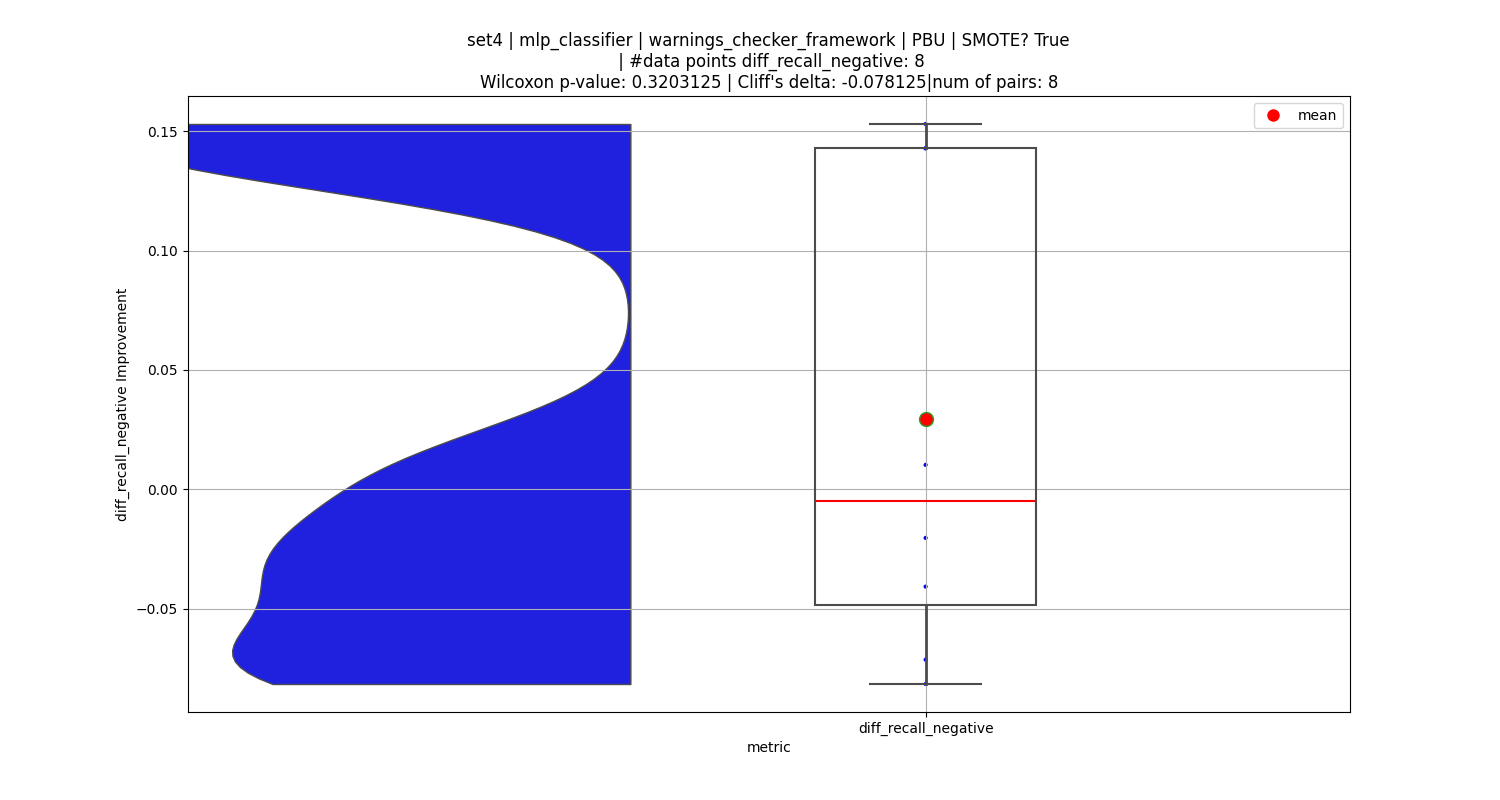 set4 | mlp_classifier | warnings_checker_framework | PBU | SMOTE? True
| #data points diff_recall_negative: 8
Wilcoxon p-value: 0.3203125 | Cliff's delta: -0.078125|num of pairs: 8
mean
0.15
0.10
0.05
0.00
−0.05
diff_recall_negative Improvement
diff_recall_negative
metric